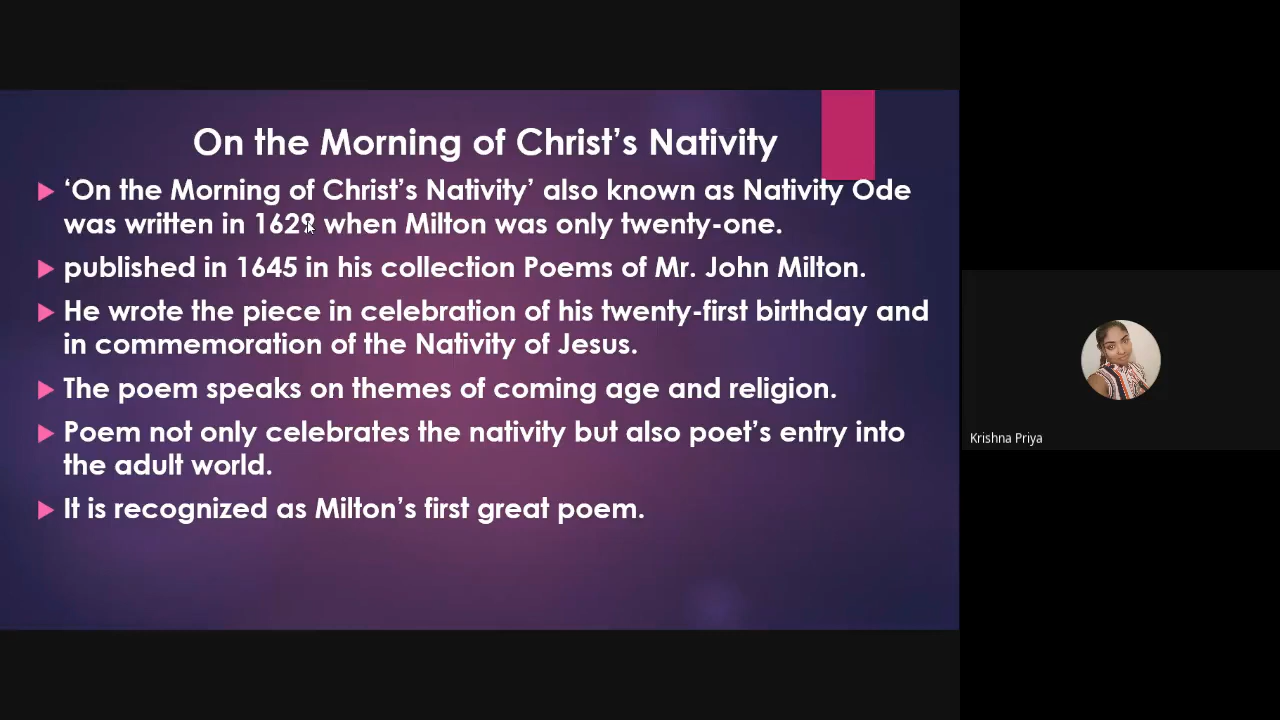 On the Morning of Christ's Nativity
‘On the Morning of Christ's Nativity’ also known as Nativity Ode
was written in 1629 when Milton was only twenty-one.
published in 1645 in his collection Poems of Mr. John Milton.
He wrote the piece in celebration of his twenty-first birthday and
in commemoration of the Nativity of Jesus.
The poem speaks on themes of coming age and religion.
Poem not only celebrates the nativity but also poet's entry into
the adult world.
It is recognized as Milton's first great poem.
Krishna Priya